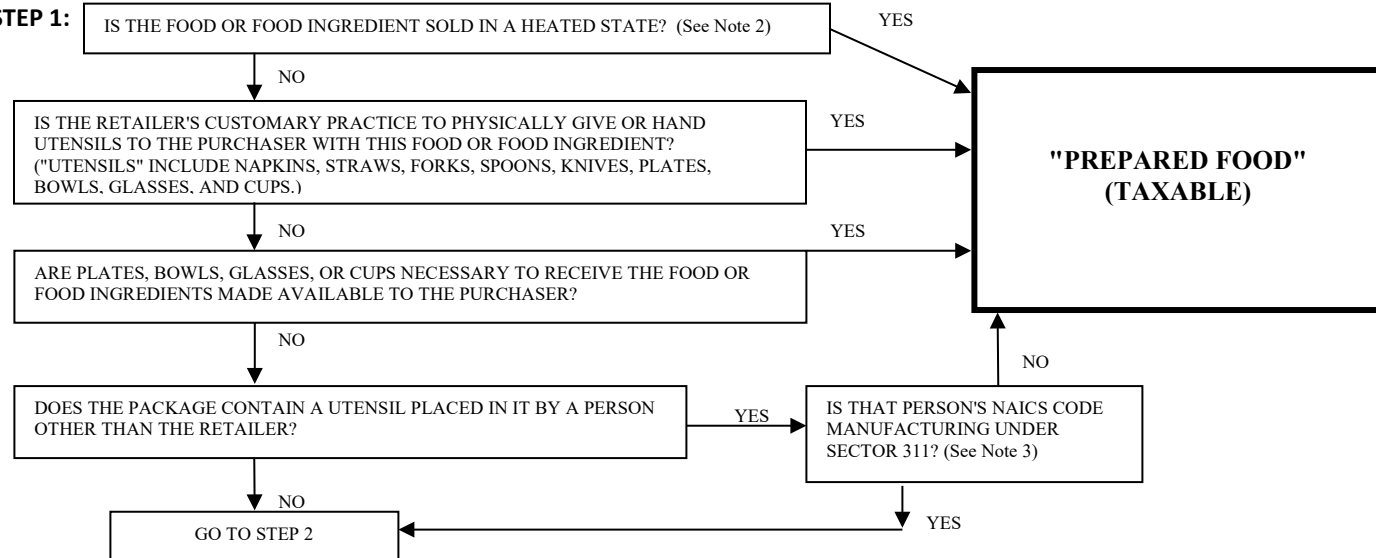 STEP 1:
IS THE FOOD OR FOOD INGREDIENT SOLD IN A HEATED STATE? (See Note 2)
YES
NO
IS THE RETAILER'S CUSTOMARY PRACTICE TO PHYSICALLY GIVE OR HAND
UTENSILS TO THE PURCHASER WITH THIS FOOD OR FOOD INGREDIENT?
("UTENSILS" INCLUDE NAPKINS, STRAWS, FORKS, SPOONS, KNIVES, PLATES,
BOWLS, GLASSES, AND CUPS.)
YES
"PREPARED FOOD"
(TAXABLE)
NO
YES
ARE PLATES, BOWLS, GLASSES, OR CUPS NECESSARY TO RECEIVE THE FOOD OR
FOOD INGREDIENTS MADE AVAILABLE TO THE PURCHASER?
NO
NO
DOES THE PACKAGE CONTAIN A UTENSIL PLACED IN IT BY A PERSON
OTHER THAN THE RETAILER?
YES
IS THAT PERSON'S NAICS CODE
MANUFACTURING UNDER
SECTOR 311? (See Note 3)
NO
YES
GO TO STEP 2